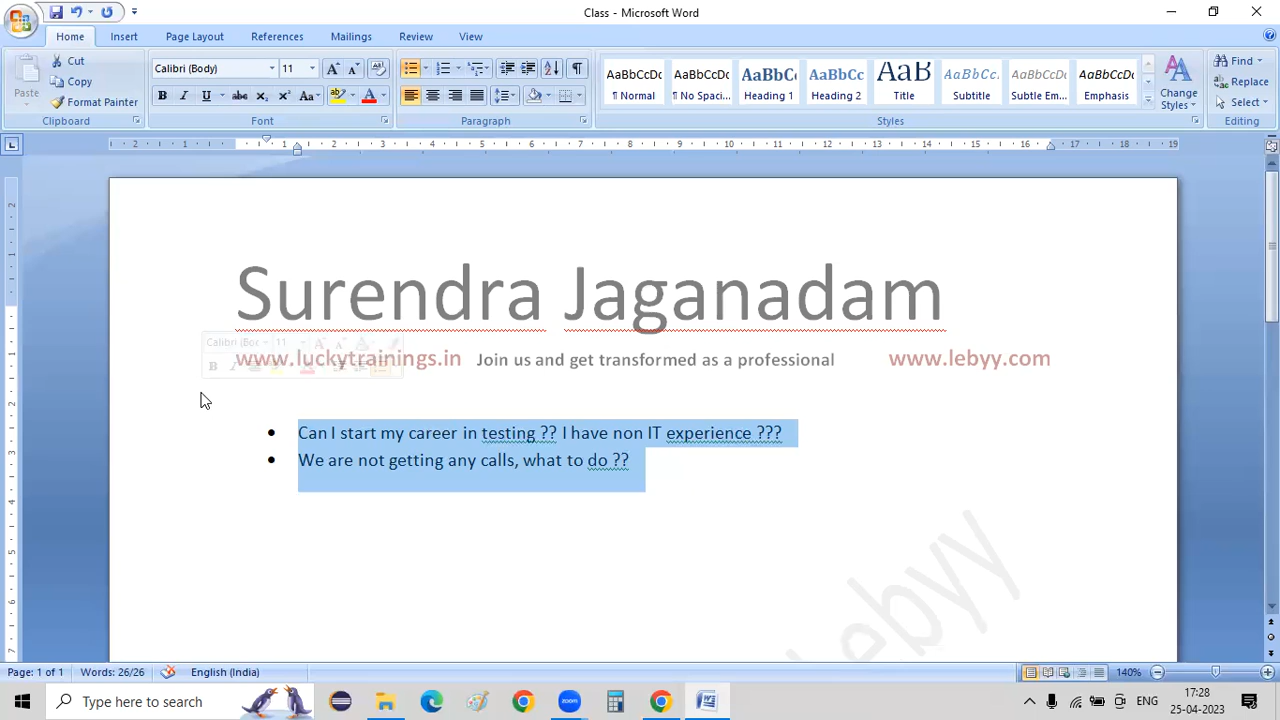 Class - Microsoft Word
Home Insert Page Layout References Mailings Review View
Paste
Cut
Copy
Format Painter
Clipboard
Calibri (Body) 11
Font
Paragraph
AaBbCcDc AaBbCcDc AaBbCc AaBbCc AaB AaBbCc. AaBbCcDc AaBbCcDc
¶ Normal ¶ No Spaci... Heading 1 Heading 2 Title Subtitle Subtle Em... Emphasis
Change Styles
Styles
Find
Replace
Select
Editing
Surendra Jaganadam
Calibri (Boc 11
www.luckytrainings.in Join us and get transformed as a professional www.lebyy.com
• Can I start my career in testing ?? I have non IT experience ???
• We are not getting any calls, what to do ??
Lebyy
Page: 1 of 1 Words: 26/26 English (India) 140%
Type here to search
ENG
17:28
25-04-2023